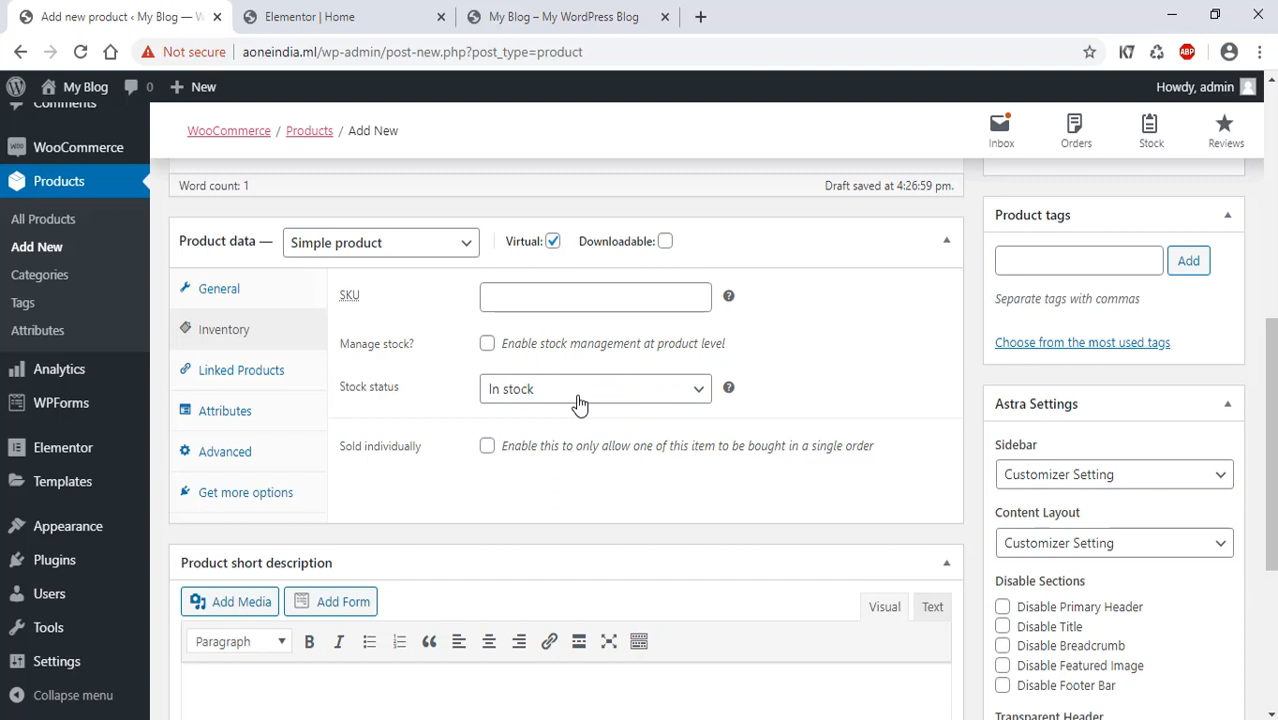 Add new product ‹ My Blog — W
Elementor | Home
My Blog – My WordPress Blog
Not secure
aoneindia.ml/wp-admin/post-new.php?post_type=product
ABP
My Blog
0
New
Howdy, admin
Comments
WooCommerce
Products
All Products
Add New
Categories
Tags
Attributes
Analytics
WPForms
Elementor
Templates
Appearance
Plugins
Users
Tools
Settings
Collapse menu
WooCommerce / Products / Add New
Inbox
Orders
Stock
Reviews
Word count: 1
Draft saved at 4:26:59 pm.
Product data —
Simple product
Virtual:
Downloadable:
General
Inventory
Linked Products
Attributes
Advanced
Get more options
SKU
Manage stock?
Enable stock management at product level
Stock status
In stock
Sold individually
Enable this to only allow one of this item to be bought in a single order
Product short description
Add Media
Add Form
Visual
Text
Paragraph
Product tags
Add
Separate tags with commas
Choose from the most used tags
Astra Settings
Sidebar
Customizer Setting
Content Layout
Customizer Setting
Disable Sections
Disable Primary Header
Disable Title
Disable Breadcrumb
Disable Featured Image
Disable Footer Bar
Transparent Header